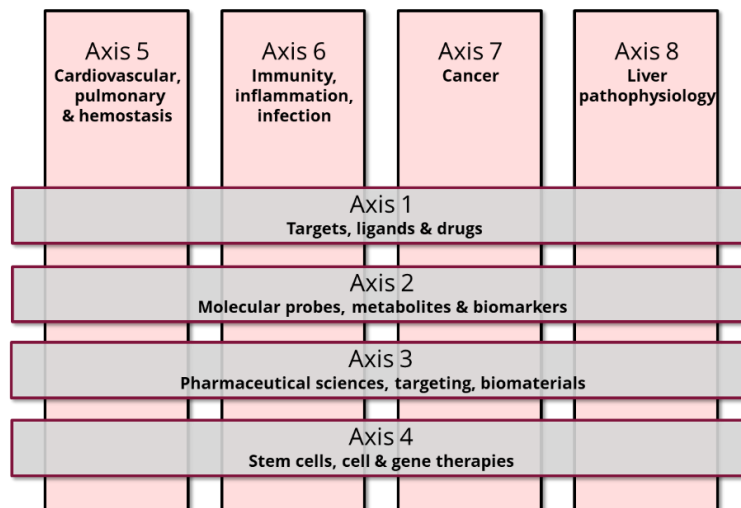 Axis 5
Cardiovascular,
pulmonary
& hemostasis
Axis 6
Immunity,
inflammation,
infection
Axis 7
Cancer
Axis 8
Liver
pathophysiology
Axis 1
Targets, ligands & drugs
Axis 2
Molecular probes, metabolites & biomarkers
Axis 3
Pharmaceutical sciences, targeting, biomaterials
Axis 4
Stem cells, cell & gene therapies